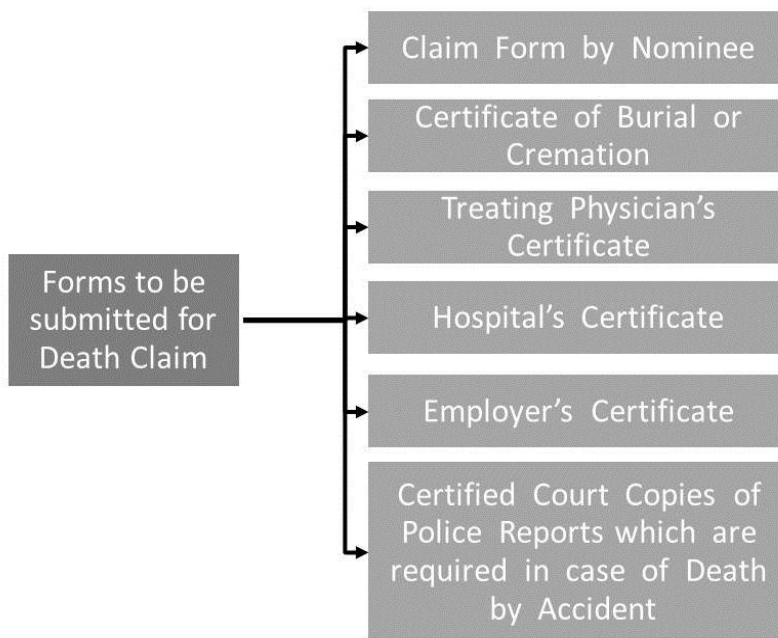 Forms to be
submitted for
Death Claim
Claim Form by Nominee
Certificate of Burial or
Cremation
Treating Physician’s
Certificate
Hospital’s Certificate
Employer’s Certificate
Certified Court Copies of
Police Reports which are
required in case of Death
by Accident